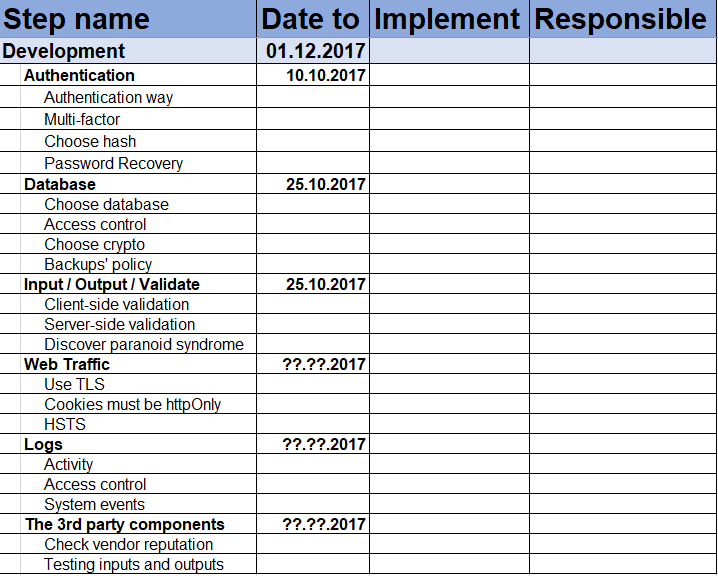 Step name Date to Implement Responsible
Development 01.12.2017
Authentication 10.10.2017
Authentication way
Multi-factor
Choose hash
Password Recovery
Database 25.10.2017
Choose database
Access control
Choose crypto
Backups' policy
Input / Output / Validate 25.10.2017
Client-side validation
Server-side validation
Discover paranoid syndrome
Web Traffic ??.??.2017
Use TLS
Cookies must be httpOnly
HSTS
Logs ??.??.2017
Activity
Access control
System events
The 3rd party components ??.??.2017
Check vendor reputation
Testing inputs and outputs